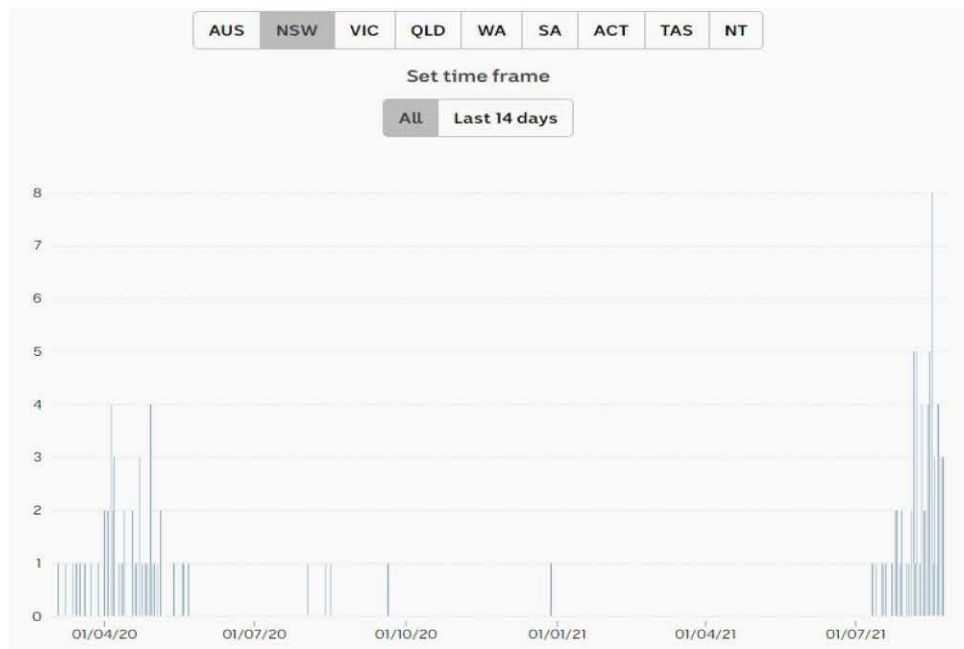 AUS NSW VIC QLD WA SA ACT TAS NT
Set time frame
All Last 14 days
8
7
6
5
4
3
2
1
0
01/04/20 01/07/20 01/10/20 01/01/21 01/04/21 01/07/21